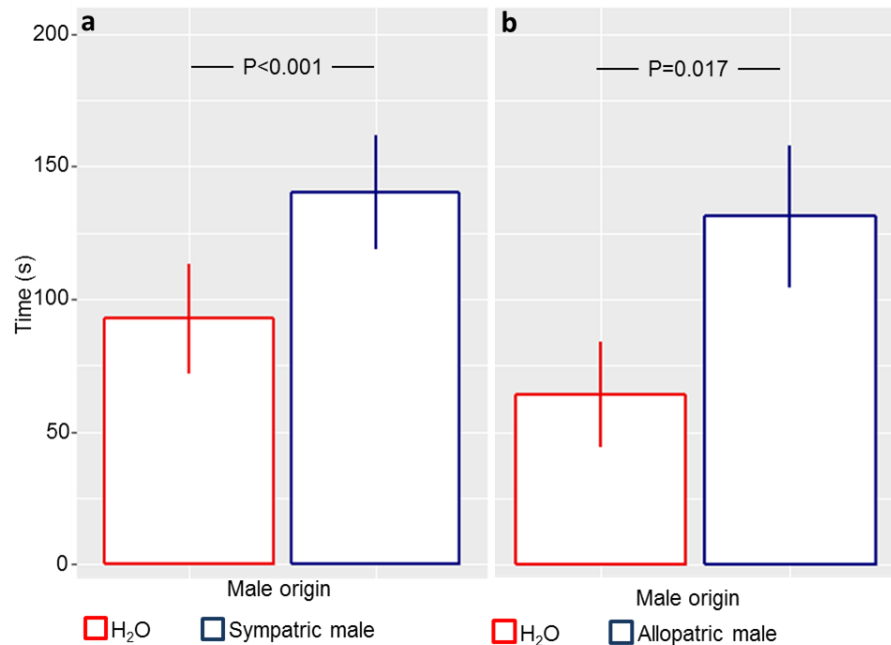 a
b
200
P<0.001
P=0.017
150
100
50
0
Time (s)
Male origin
Male origin
H₂O
Sympatric male
H₂O
Allopatric male